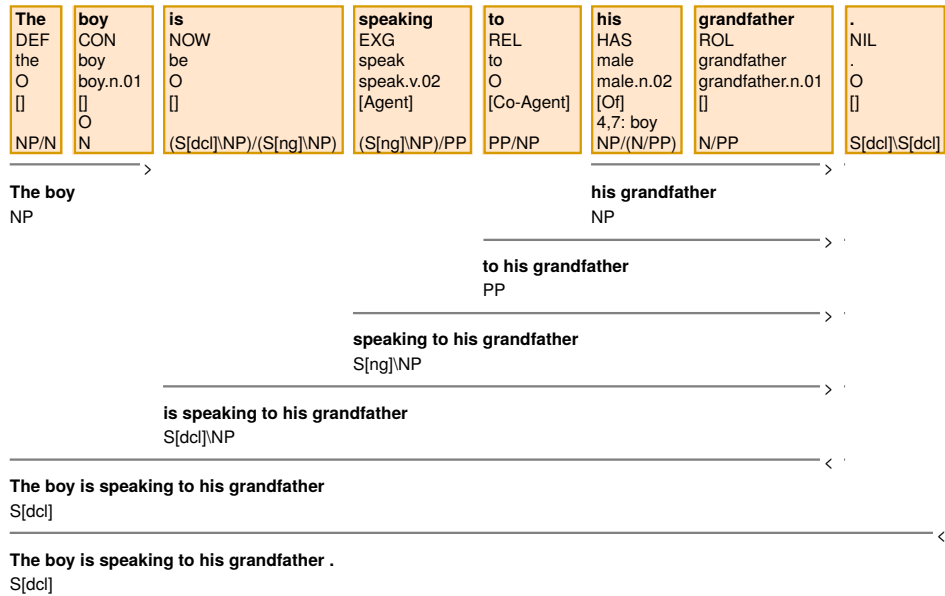 The boy is speaking to his grandfather .
DEF CON NOW EXG REL HAS ROL NIL
the boy be speak to male grandfather .
O boy.n.01 O speak.v.02 O male.n.02 grandfather.n.01 O
[] [] [] [Agent] [Co-Agent] [Of] [] []
O 4,7: boy
NP/N N (S[dcl]\NP)/(S[ng]\NP) (S[ng]\NP)/PP PP/NP NP/(N/PP) N/PP S[dcl]\S[dcl]
> >
The boy his grandfather
NP NP
>
to his grandfather
PP
>
speaking to his grandfather
S[ng]\NP
>
is speaking to his grandfather
S[dcl]\NP
<
The boy is speaking to his grandfather
S[dcl]
<
The boy is speaking to his grandfather .
S[dcl]